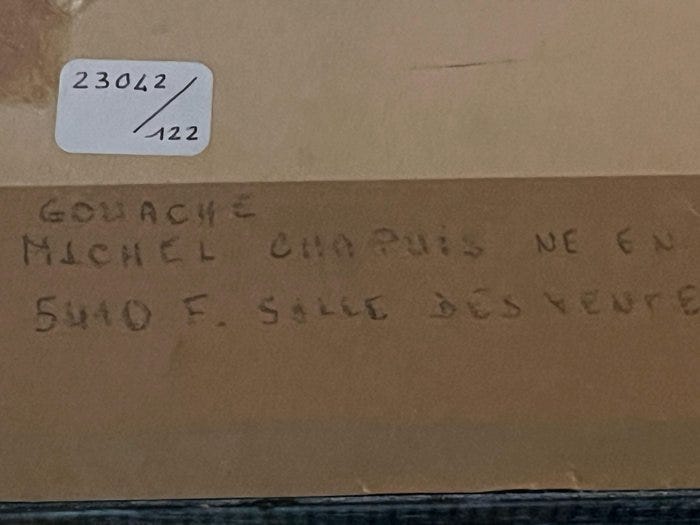 23042
/122
GOUACHE
MICHEL CHAPUIS NE EN
5410 F. SALLE DES VENTE